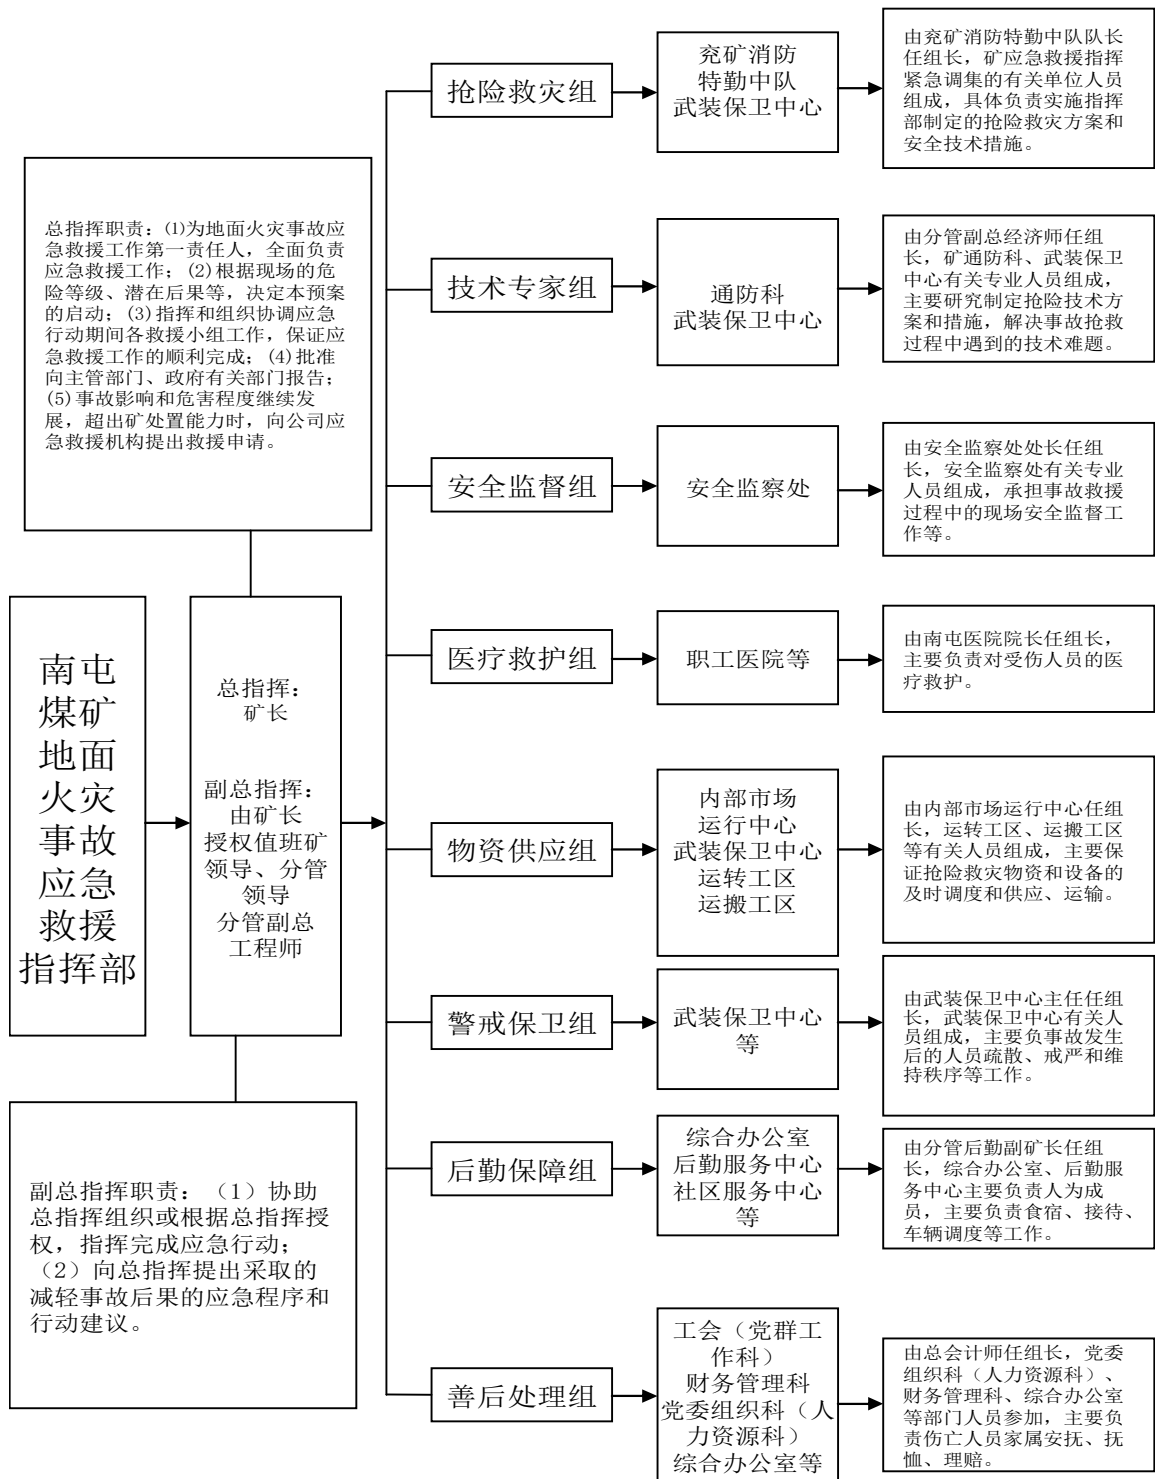 抢险救灾组
兖矿消防
特勤中队
武装保卫中心
由兖矿消防特勤中队队长
任组长，矿应急救援指挥
紧急调集的有关单位人员
组成，具体负责实施指挥
部制定的抢险救灾方案和
安全技术措施。
总指挥职责：(1)为地面火灾事故应
急救援工作第一责任人，全面负责
应急救援工作；(2)根据现场的危
险等级、潜在后果等，决定本预案
的启动；(3)指挥和组织协调应急
行动期间各救援小组工作，保证应
急救援工作的顺利完成；(4)批准
向主管部门、政府有关部门报告；
(5)事故影响和危害程度继续发
展，超出矿处置能力时，向公司应
急救援机构提出救援申请。
技术专家组
通防科
武装保卫中心
由分管副总经济师任组
长，矿通防科、武装保卫
中心有关专业人员组成，
主要研究制定抢险技术方
案和措施，解决事故抢救
过程中遇到的技术难题。
安全监督组
安全监察处
由安全监察处处长任组
长，安全监察处有关专业
人员组成，承担事故救援
过程中的现场安全监督工
作等。
南屯
煤矿
地面
火灾
事故
应急
救援
指挥部
总指挥：
矿长
副总指挥：
由矿长
授权值班矿
领导、分管
领导
分管副总
工程师
医疗救护组
职工医院等
由南屯医院院长任组长，
主要负责对受伤人员的医
疗救护。
物资供应组
内部市场
运行中心
武装保卫中心
运转工区
运搬工区
由内部市场运行中心任组
长，运转工区、运搬工区
等有关人员组成，主要保
证抢险救灾物资和设备的
及时调度和供应、运输。
警戒保卫组
武装保卫中心
等
由武装保卫中心主任任组
长，武装保卫中心有关人
员组成，主要负事故发生
后的人员疏散、戒严和维
持秩序等工作。
副总指挥职责：（1）协助
总指挥组织或根据总指挥授
权，指挥完成应急行动；
（2）向总指挥提出采取的
减轻事故后果的应急程序和
行动建议。
后勤保障组
综合办公室
后勤服务中心
社区服务中心
等
由分管后勤副矿长任组
长，综合办公室、后勤服
务中心主要负责人为成
员，主要负责食宿、接待、
车辆调度等工作。
善后处理组
工会（党群工
作科）
财务管理科
党委组织科（人
力资源科）
综合办公室等
由总会计师任组长，党委
组织科（人力资源科）、
财务管理科、综合办公室
等部门人员参加，主要负
责伤亡人员家属安抚、抚
恤、理赔。